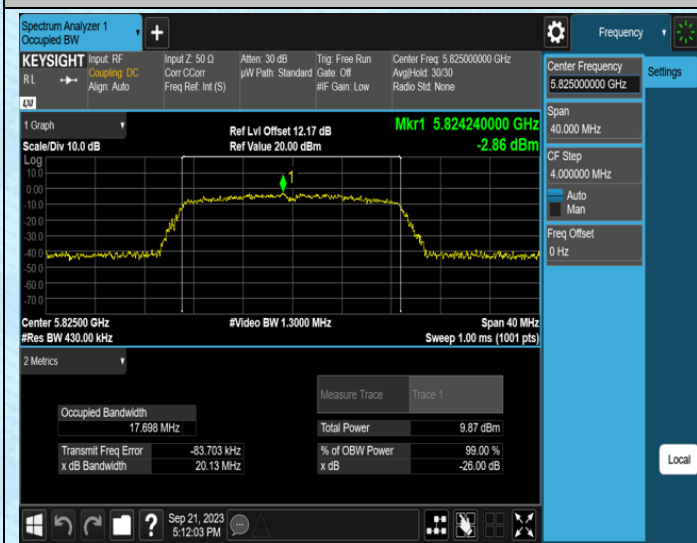 Spectrum Analyzer 1
Occupied BW
+
Frequency
KEYSIGHT
R L
LXI
Input: RF
Coupling: DC
Align: Auto
Input Z: 50 Ω
Corr CCorr
Freq Ref: Int (S)
Atten: 30 dB
µW Path: Standard
Trig: Free Run
Gate: Off
#IF Gain: Low
Center Freq: 5.825000000 GHz
Avg|Hold: 30/30
Radio Std: None
Center Frequency
5.825000000 GHz
Settings
Span
40.000 MHz
CF Step
4.000000 MHz
Auto
Man
Freq Offset
0 Hz
Local
1 Graph
Scale/Div 10.0 dB
Ref Lvl Offset 12.17 dB
Ref Value 20.00 dBm
Mkr1 5.824240000 GHz
-2.86 dBm
Log
10.0
0.00
-10.0
-20.0
-30.0
-40.0
-50.0
-60.0
-70.0
1
Center 5.82500 GHz
#Res BW 430.00 kHz
#Video BW 1.3000 MHz
Span 40 MHz
Sweep 1.00 ms (1001 pts)
2 Metrics
Measure Trace
Trace 1
Occupied Bandwidth
17.698 MHz
Total Power
9.87 dBm
Transmit Freq Error
-83.703 kHz
% of OBW Power
99.00 %
x dB Bandwidth
20.13 MHz
x dB
-26.00 dB
?
Sep 21, 2023
5:12:03 PM